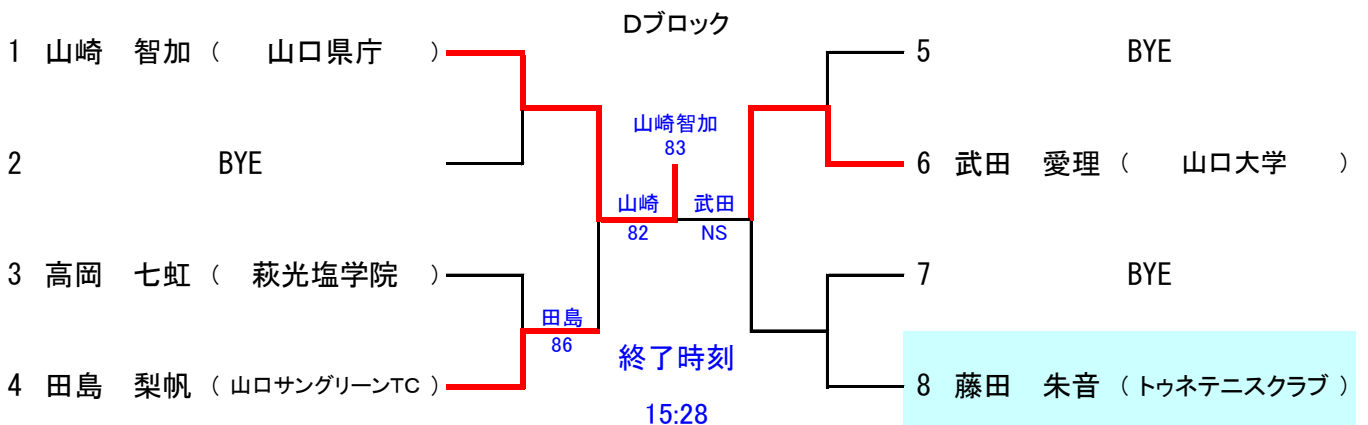 Dブロック
1 山崎 智加 ( 山口県庁 )
2 BYE
3 高岡 七虹 ( 萩光塩学院 )
4 田島 梨帆 ( 山口サングリーンTC )
田島
86
山崎
82
山崎智加
83
武田
NS
終了時刻
15:28
5 BYE
6 武田 愛理 ( 山口大学 )
7 BYE
8 藤田 朱音 ( トゥネテニスクラブ )